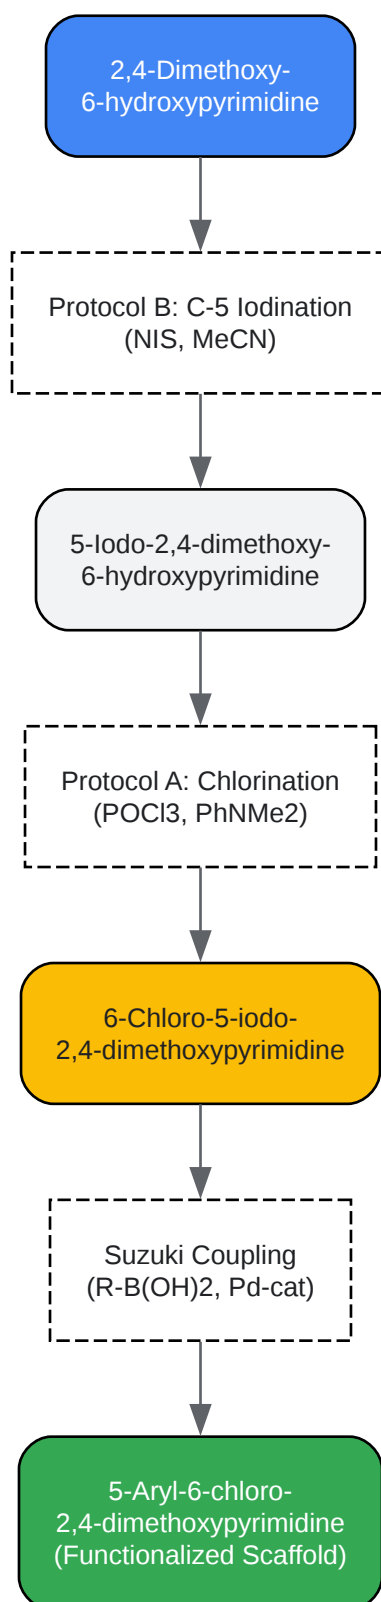 2,4-Dimethoxy-
6-hydroxypyrimidine
Protocol B: C-5 Iodination
(NIS, MeCN)
5-Iodo-2,4-dimethoxy-
6-hydroxypyrimidine
Protocol A: Chlorination
(POCl3, PhNMe2)
6-Chloro-5-iodo-
2,4-dimethoxypyrimidine
Suzuki Coupling
(R-B(OH)2, Pd-cat)
5-Aryl-6-chloro-
2,4-dimethoxypyrimidine
(Functionalized Scaffold)